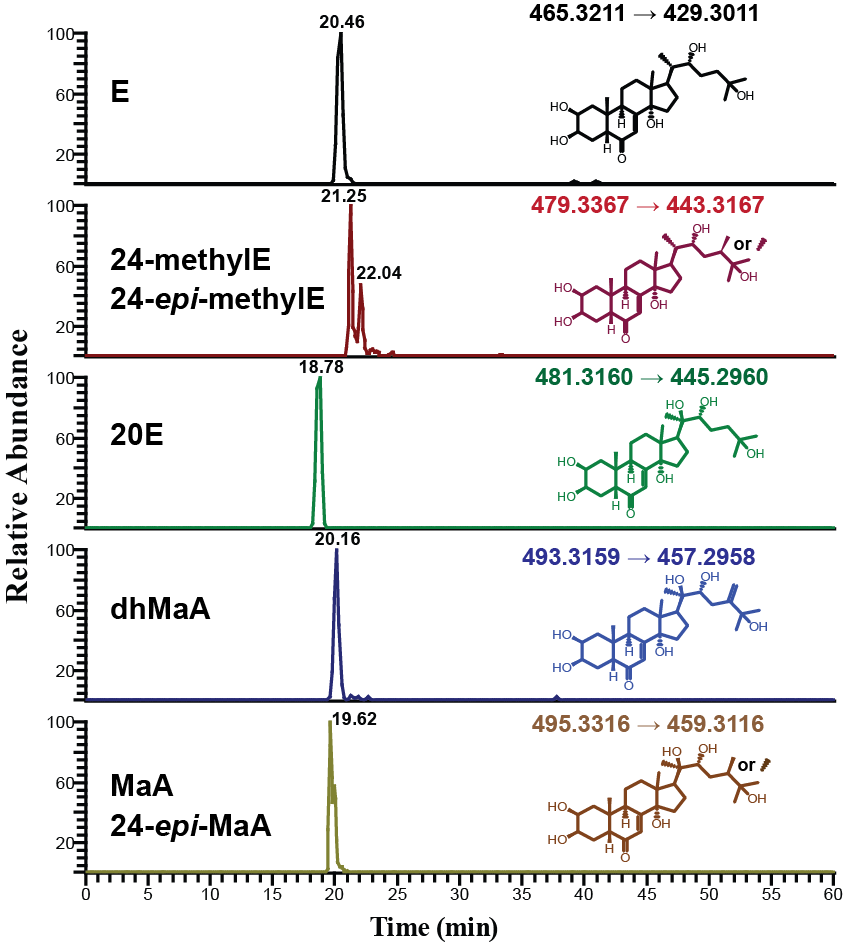 Relative Abundance
465.3211 → 429.3011
20.46
100
60
20
E
HO
HO
H
H
O
OH
OH
OH
479.3367 → 443.3167
21.25
22.04
100
60
20
24-methylE
24-epi-methylE
HO
HO
H
H
O
OH
OH
OH
or
481.3160 → 445.2960
18.78
100
60
20
20E
HO
HO
H
H
O
OH
HO
OH
OH
493.3159 → 457.2958
20.16
100
60
20
dhMaA
HO
HO
H
H
O
OH
HO
OH
OH
495.3316 → 459.3116
19.62
100
60
20
MaA
24-epi-MaA
HO
HO
H
H
O
OH
HO
OH
OH
or
0 5 10 15 20 25 30 35 40 45 50 55 60
Time (min)